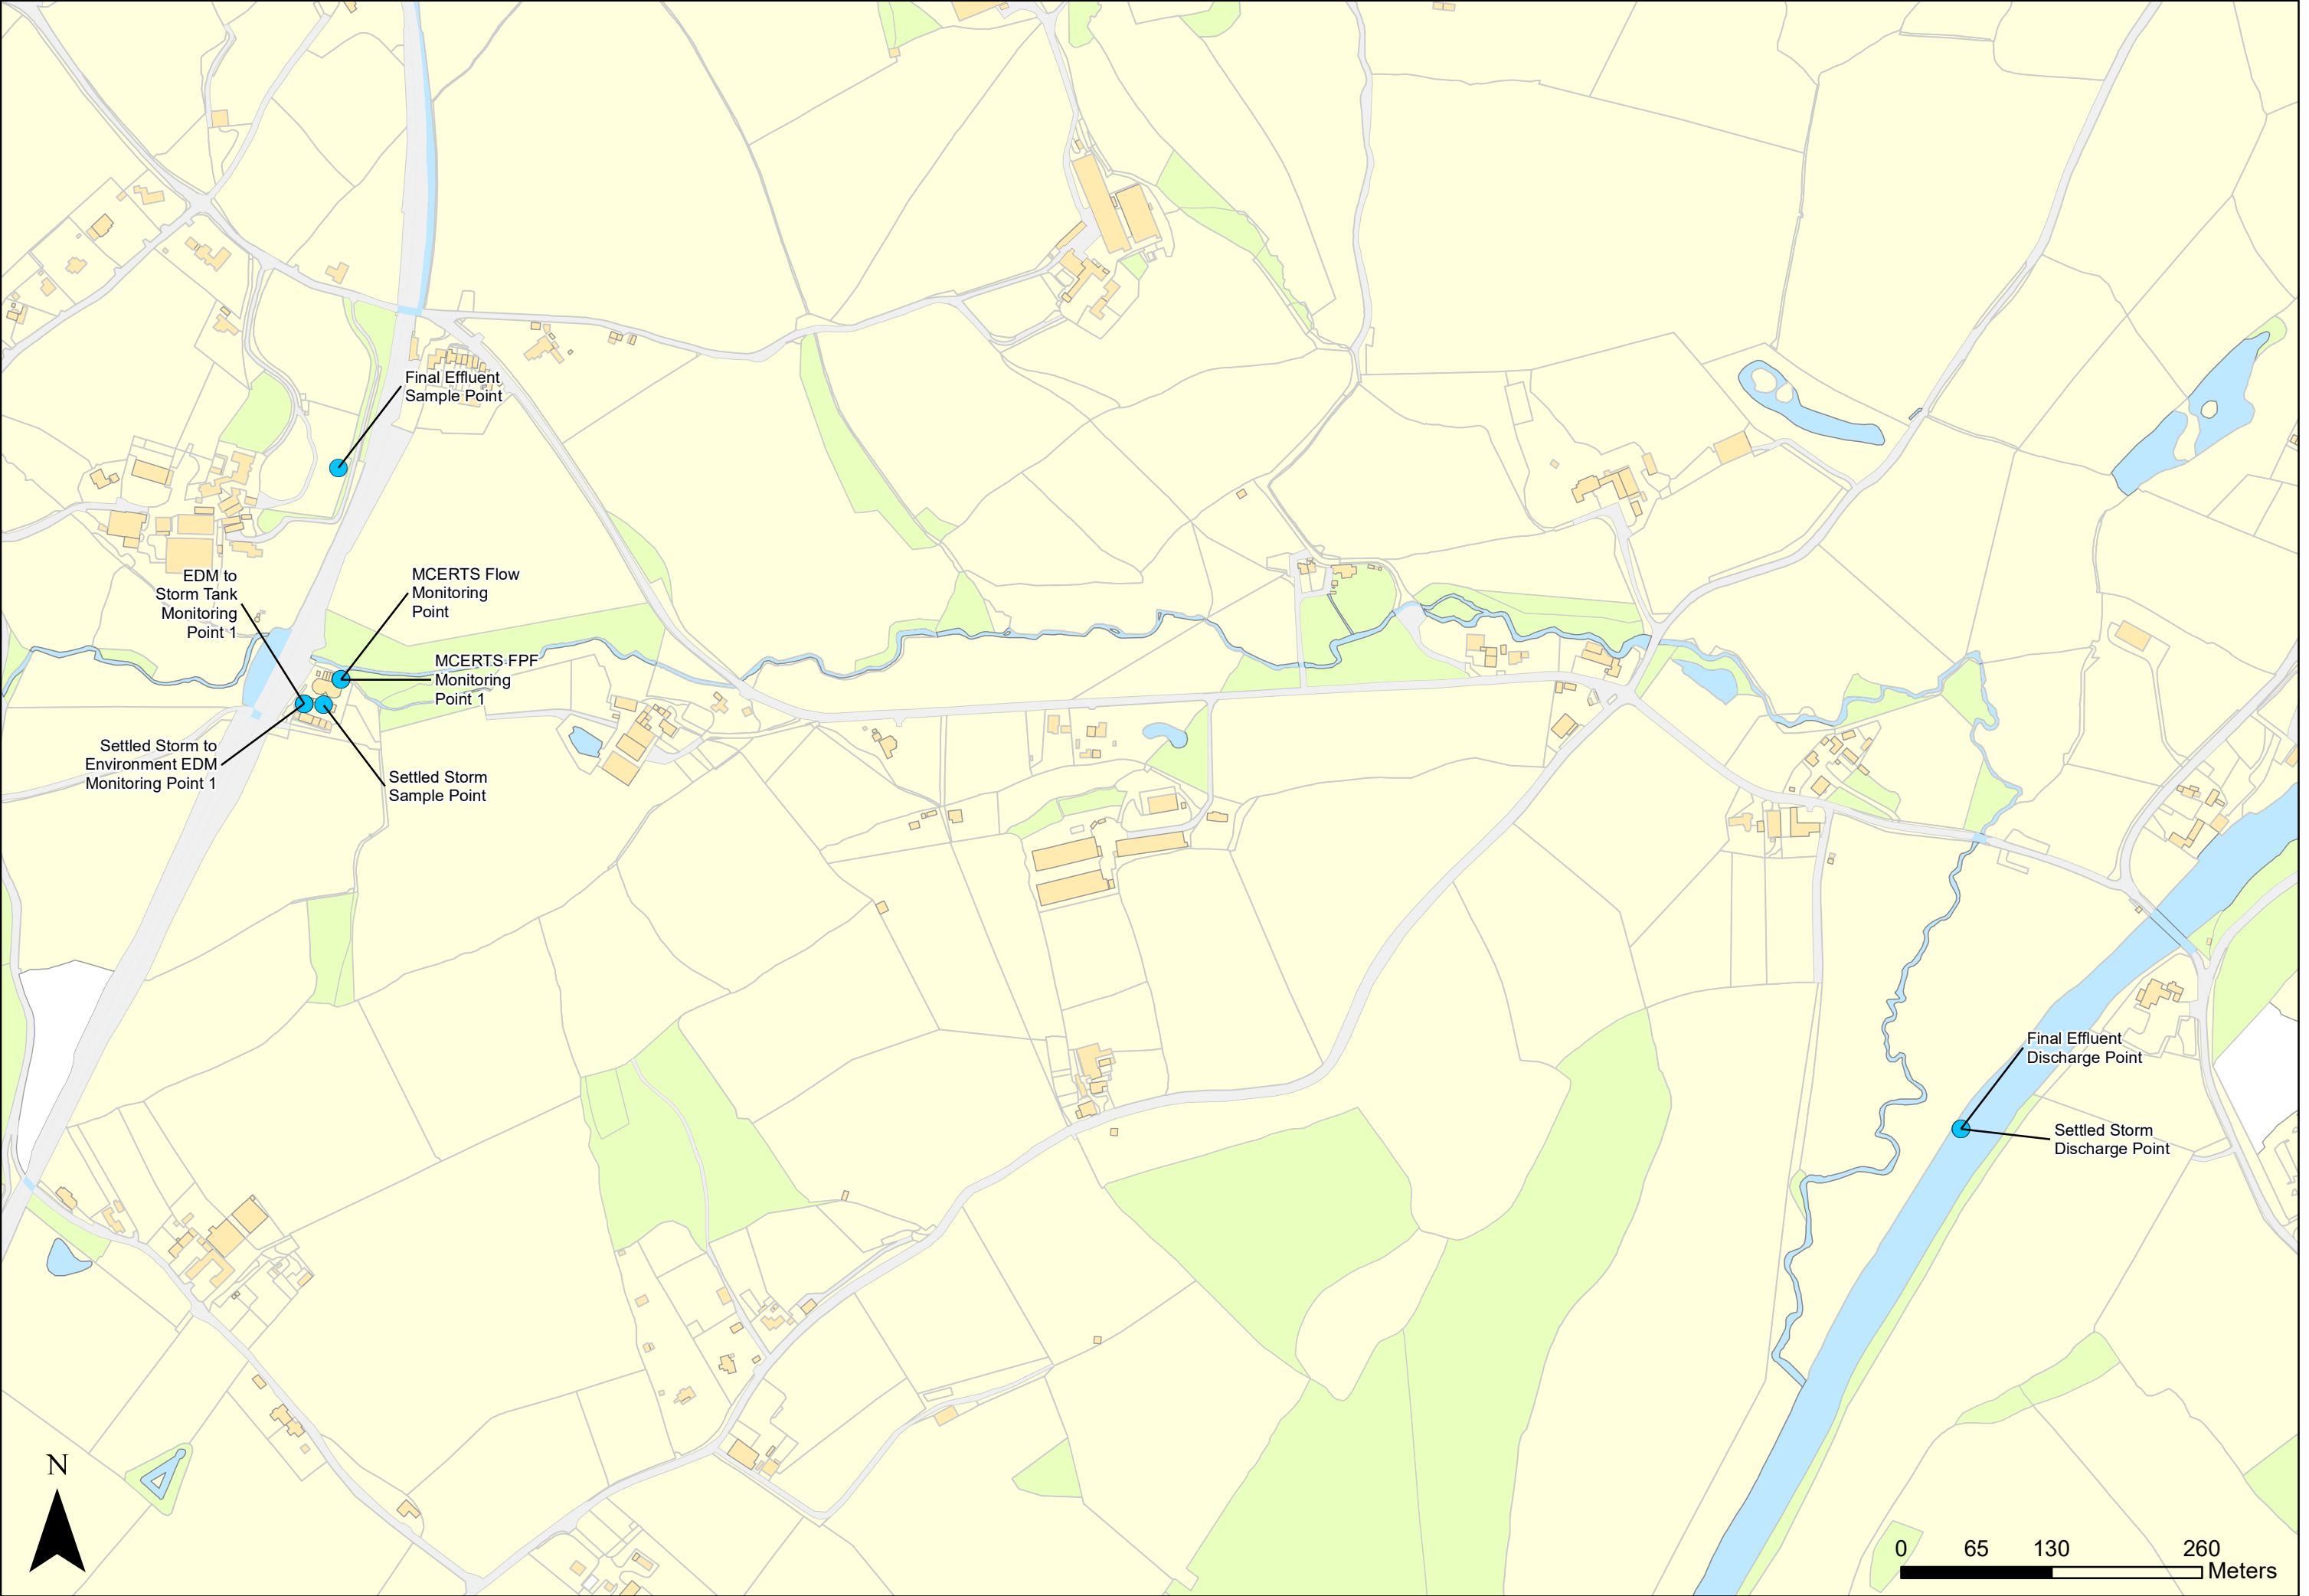 Final Effluent
Sample Point
EDM to
Storm Tank
Monitoring
Point 1
MCERTS Flow
Monitoring
Point
MCERTS FPF
Monitoring
Point 1
Settled Storm to
Environment EDM
Monitoring Point 1
Settled Storm
Sample Point
Final Effluent
Discharge Point
Settled Storm
Discharge Point
N
0 65 130 260
Meters